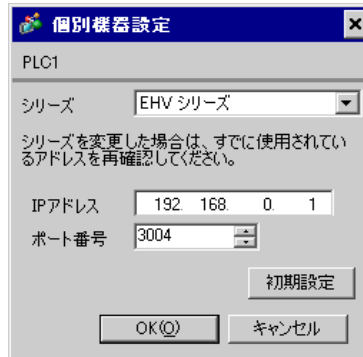 個別機器設定
PLC1
シリーズ EHV シリーズ
シリーズを変更した場合は、すでに使用されてい
るアドレスを再確認してください。
IPアドレス 192. 168. 0. 1
ポート番号 3004
初期設定
OK(O) キャンセル